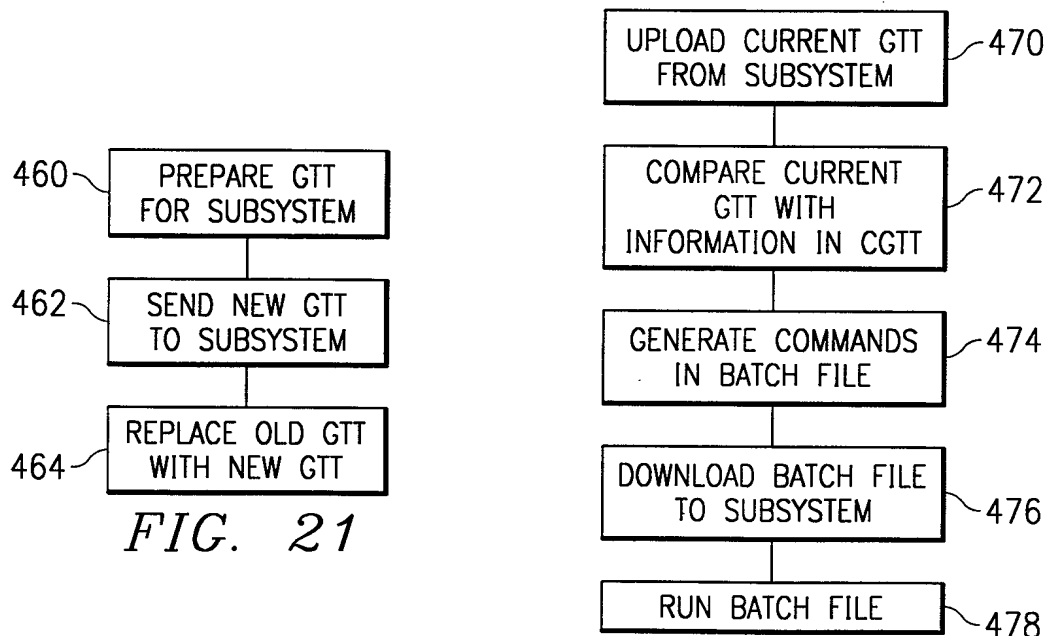 460
PREPARE GTT
FOR SUBSYSTEM
462
SEND NEW GTT
TO SUBSYSTEM
464
REPLACE OLD GTT
WITH NEW GTT
FIG. 21
UPLOAD CURRENT GTT
FROM SUBSYSTEM
470
COMPARE CURRENT
GTT WITH
INFORMATION IN CGTT
472
GENERATE COMMANDS
IN BATCH FILE
474
DOWNLOAD BATCH FILE
TO SUBSYSTEM
476
RUN BATCH FILE
478